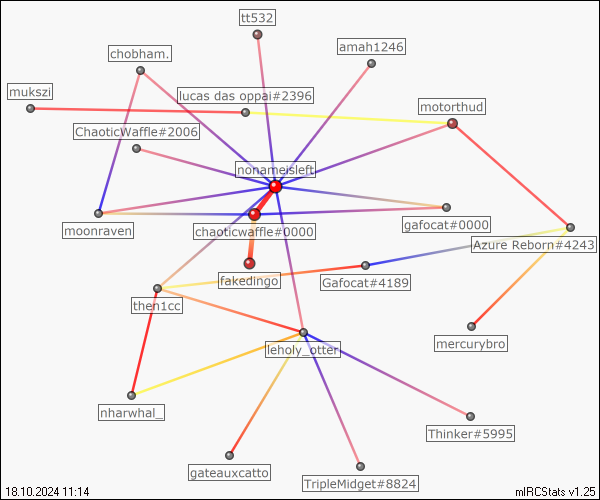 tt532
amah1246
chobham.
mukszi
lucas das oppai#2396
motorthud
ChaoticWaffle#2006
nonameisleft
moonraven
chaoticwaffle#0000
gafocat#0000
Azure Reborn#4243
fakedingo
Gafocat#4189
then1cc
mercurybro
leholy_otter
nharwhal_
Thinker#5995
gateauxcatto
TripleMidget#8824
18.10.2024 11:14
mIRCStats v1.25